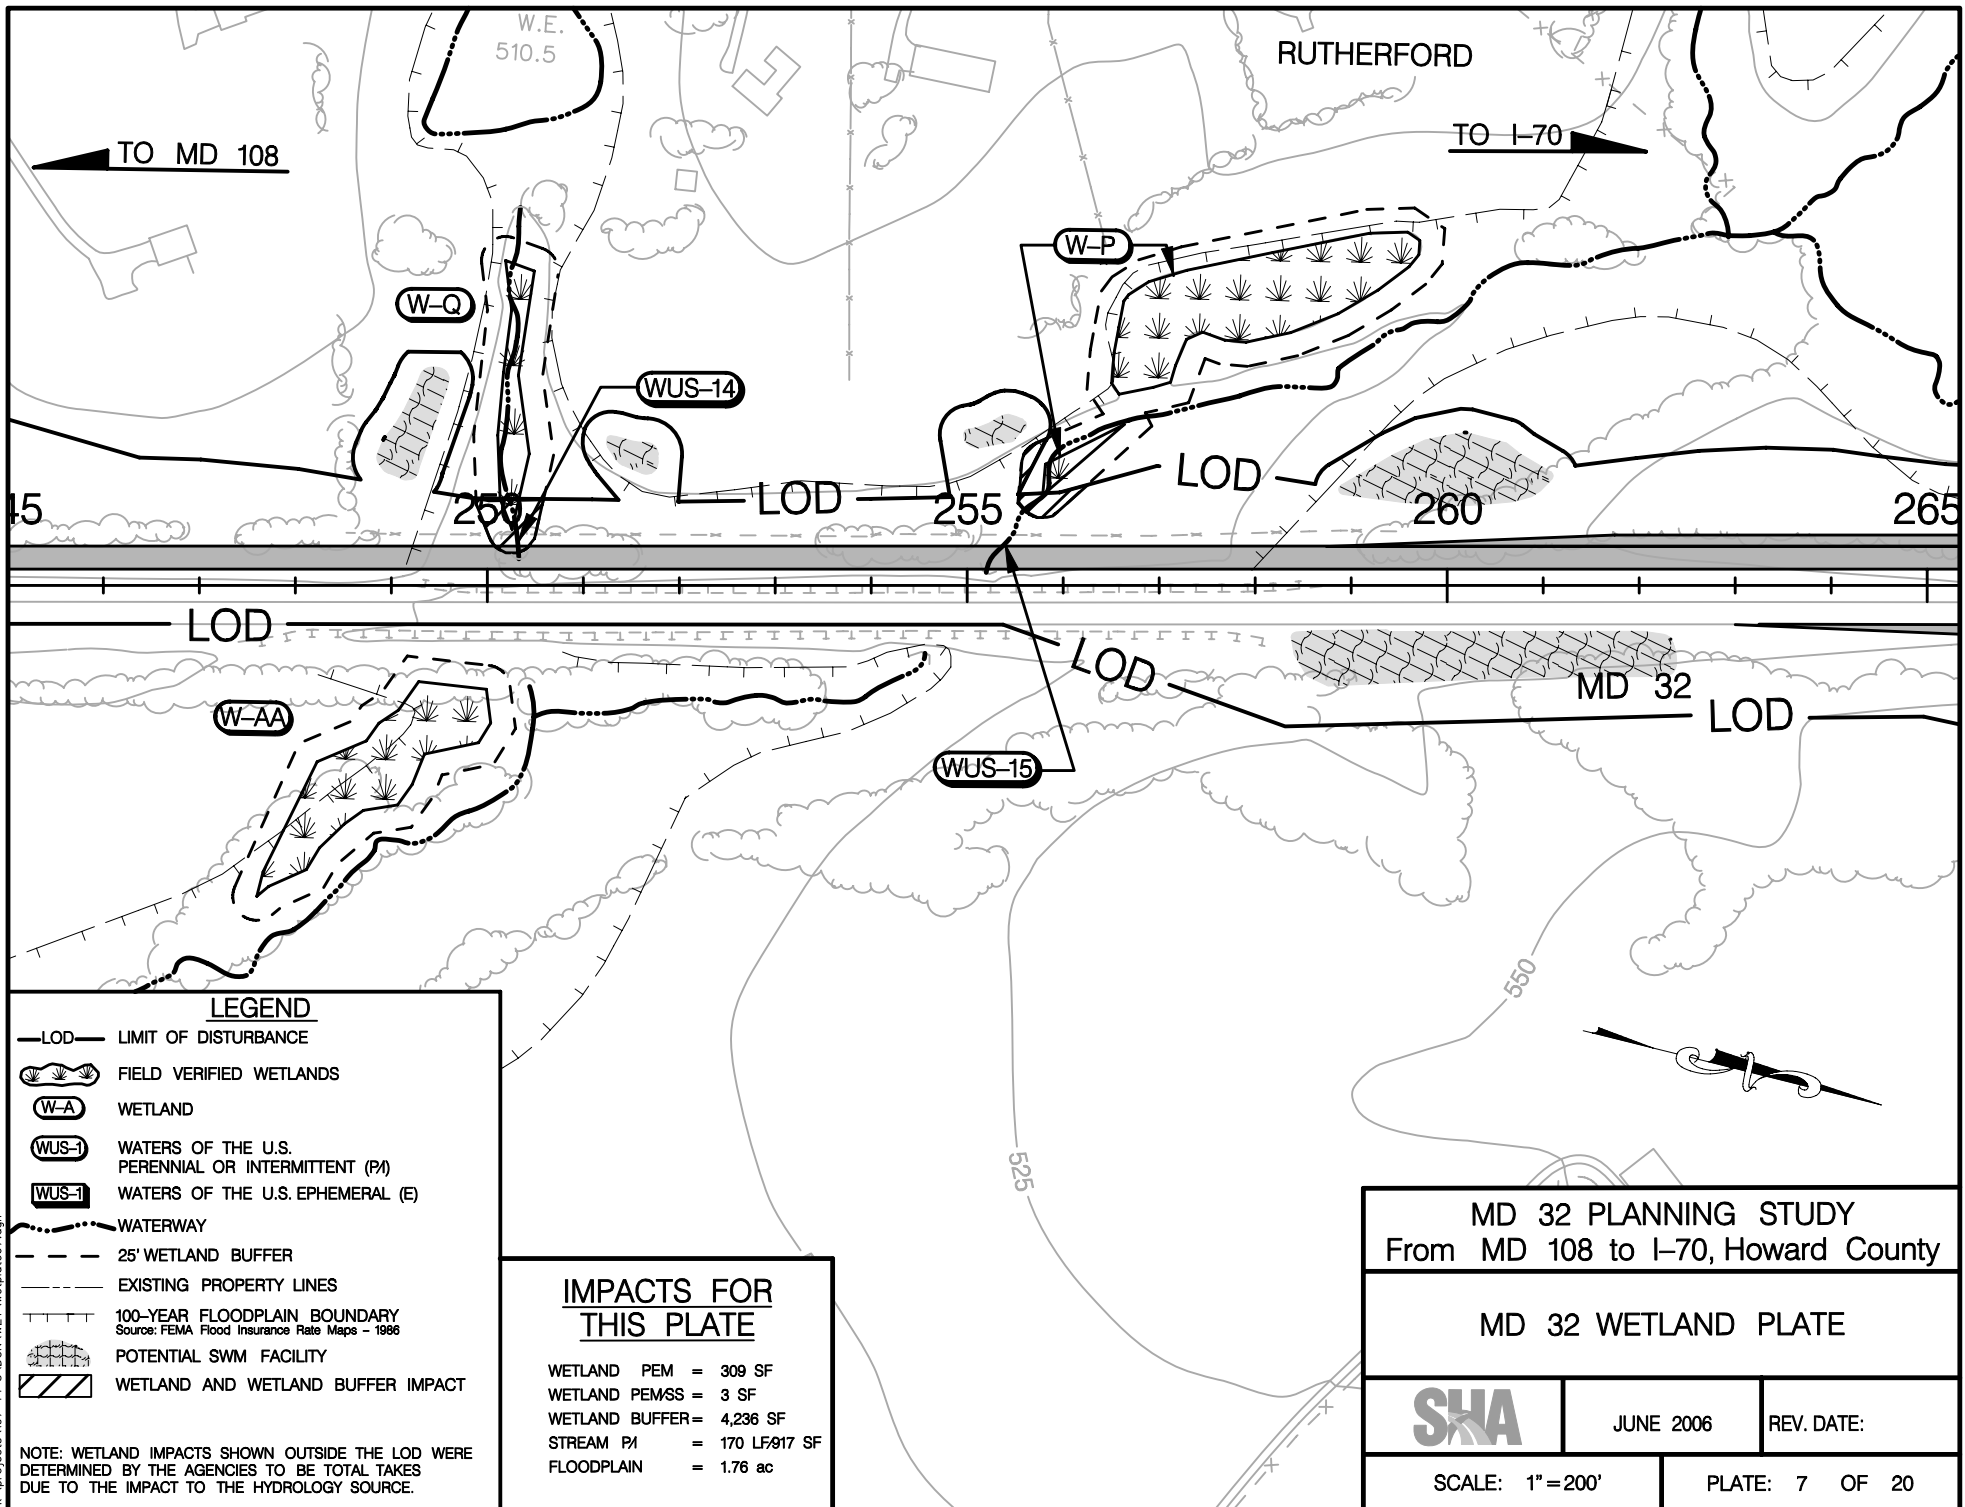 W.E.
510.5
RUTHERFORD
TO MD 108
TO I-70
W-P
W-Q
WUS-14
LOD
LOD
45
250
255
260
265
LOD
LOD
MD 32
LOD
W-AA
WUS-15
550
525
LEGEND
LOD LIMIT OF DISTURBANCE
FIELD VERIFIED WETLANDS
W-A WETLAND
WUS-1 WATERS OF THE U.S.
PERENNIAL OR INTERMITTENT (P/I)
WUS-1 WATERS OF THE U.S. EPHEMERAL (E)
WATERWAY
25' WETLAND BUFFER
EXISTING PROPERTY LINES
100-YEAR FLOODPLAIN BOUNDARY
Source: FEMA Flood Insurance Rate Maps - 1986
POTENTIAL SWM FACILITY
WETLAND AND WETLAND BUFFER IMPACT
NOTE: WETLAND IMPACTS SHOWN OUTSIDE THE LOD WERE
DETERMINED BY THE AGENCIES TO BE TOTAL TAKES
DUE TO THE IMPACT TO THE HYDROLOGY SOURCE.
IMPACTS FOR
THIS PLATE
WETLAND PEM = 309 SF
WETLAND PEM/SS = 3 SF
WETLAND BUFFER = 4,236 SF
STREAM P/I = 170 LF/917 SF
FLOODPLAIN = 1.76 ac
MD 32 PLANNING STUDY
From MD 108 to I-70, Howard County
MD 32 WETLAND PLATE
SHA
JUNE 2006
REV. DATE:
SCALE: 1"=200'
PLATE: 7 OF 20